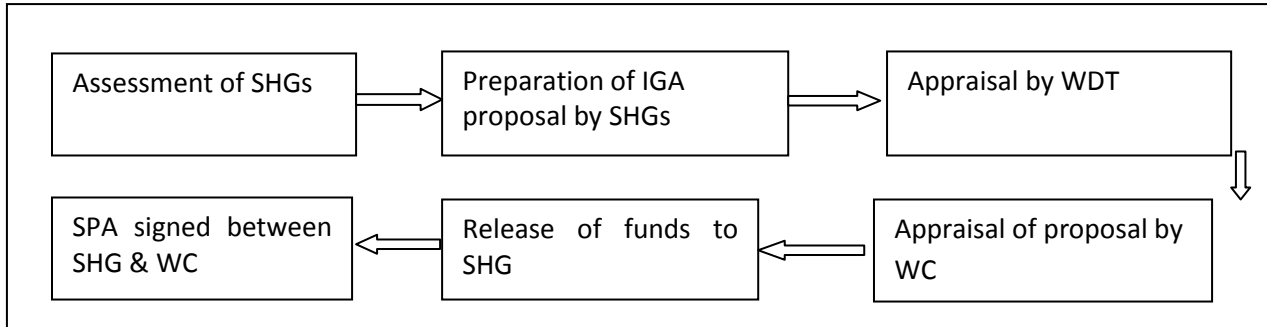 Assessment of SHGs
Preparation of IGA
proposal by SHGs
Appraisal by WDT
SPA signed between
SHG & WC
Release of funds to
SHG
Appraisal of proposal by
WC